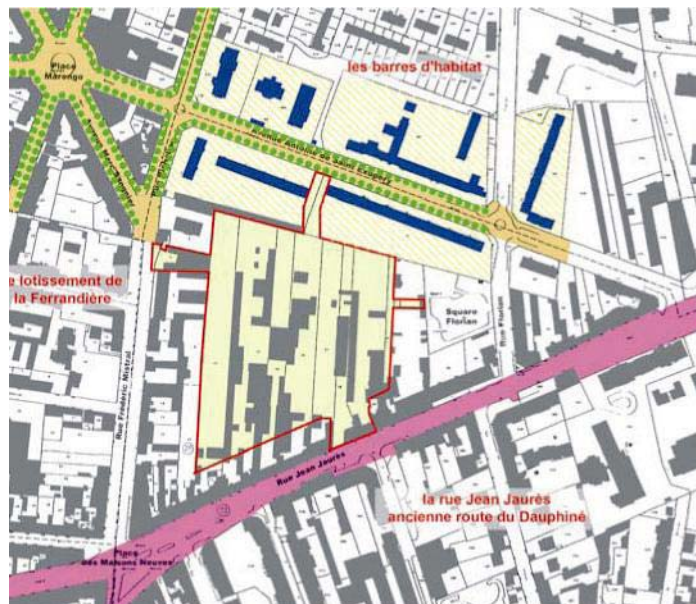 Place
Marengo
les barres d'habitat
Avenue Antoine de Saint Exupéry
e lotissement de
la Ferrandière
Square
Florian
Rue Florian
Rue Frédéric Mistral
Rue Jean Jaurès
la rue Jean Jaurès
ancienne route du Dauphiné
Place
des Maisons Neuves